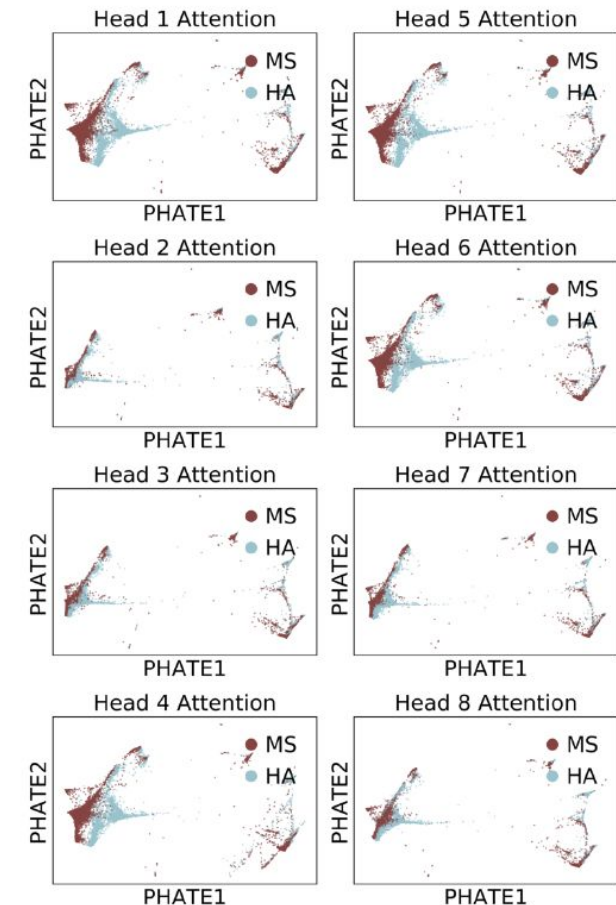 Head 1 Attention
MS
HA
PHATE2
PHATE1
Head 5 Attention
MS
HA
PHATE2
PHATE1
Head 2 Attention
MS
HA
PHATE2
PHATE1
Head 6 Attention
MS
HA
PHATE2
PHATE1
Head 3 Attention
MS
HA
PHATE2
PHATE1
Head 7 Attention
MS
HA
PHATE2
PHATE1
Head 4 Attention
MS
HA
PHATE2
PHATE1
Head 8 Attention
MS
HA
PHATE2
PHATE1